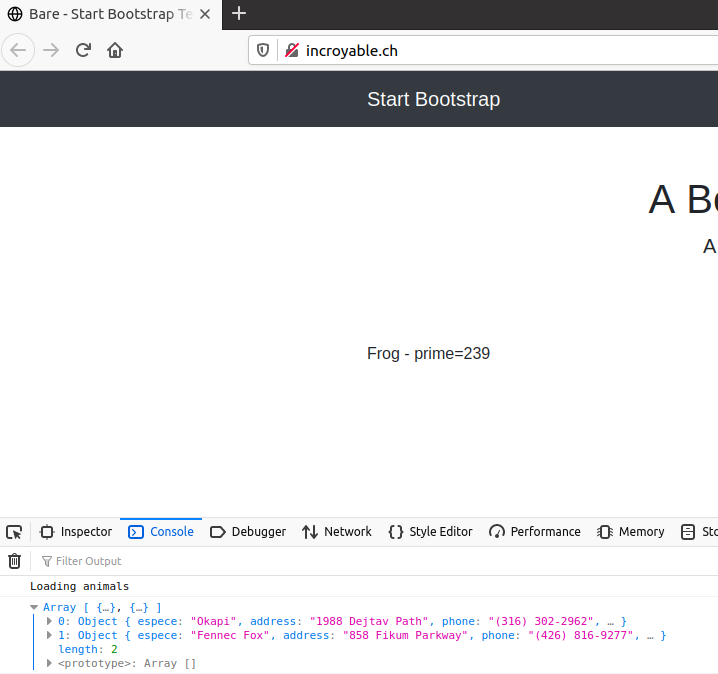 Bare - Start Bootstrap Te
incroyable.ch
Start Bootstrap
A B
A
Frog - prime=239
Inspector Console Debugger Network Style Editor Performance Memory Sto
Filter Output
Loading animals
Array [ {…}, {…} ]
0: Object { espece: "Okapi", address: "1988 Dejtav Path", phone: "(316) 302-2962", … }
1: Object { espece: "Fennec Fox", address: "858 Fikum Parkway", phone: "(426) 816-9277", … }
length: 2
<prototype>: Array []